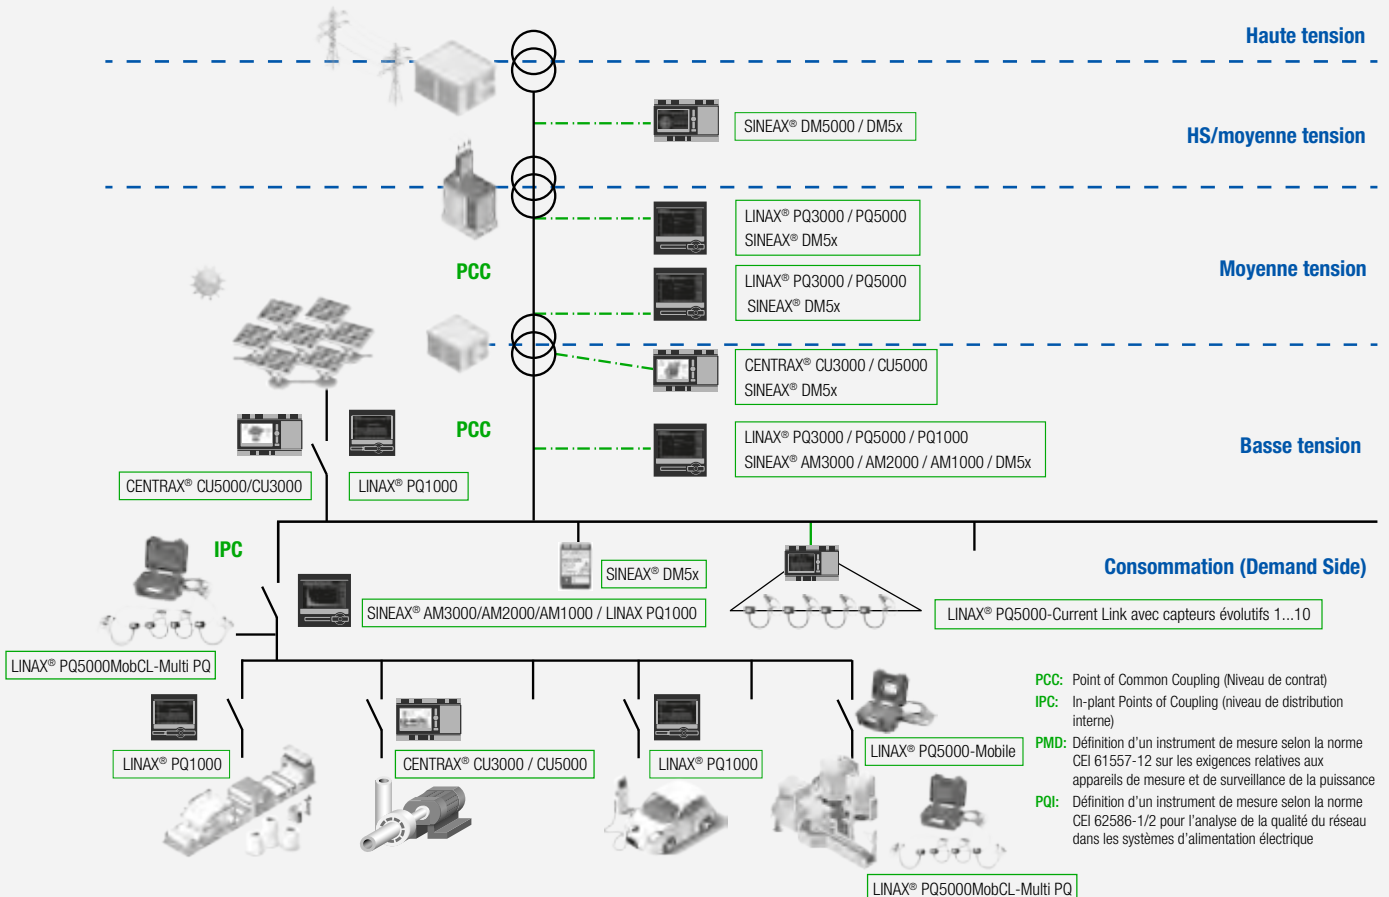 Haute tension
SINEAX® DM5000 / DM5x
HS/moyenne tension
LINAX® PQ3000 / PQ5000
SINEAX® DM5x
PCC
Moyenne tension
LINAX® PQ3000 / PQ5000
SINEAX® DM5x
CENTRAX® CU3000 / CU5000
SINEAX® DM5x
PCC
LINAX® PQ3000 / PQ5000 / PQ1000
SINEAX® AM3000 / AM2000 / AM1000 / DM5x
Basse tension
CENTRAX® CU5000/CU3000
LINAX® PQ1000
IPC
SINEAX® DM5x
Consommation (Demand Side)
SINEAX® AM3000/AM2000/AM1000 / LINAX PQ1000
LINAX® PQ5000-Current Link avec capteurs évolutifs 1...10
LINAX® PQ5000MobCL-Multi PQ
LINAX® PQ1000
CENTRAX® CU3000 / CU5000
LINAX® PQ1000
LINAX® PQ5000-Mobile
PCC: Point of Common Coupling (Niveau de contrat)
IPC: In-plant Points of Coupling (niveau de distribution
interne)
PMD: Définition d'un instrument de mesure selon la norme
CEI 61557-12 sur les exigences relatives aux
appareils de mesure et de surveillance de la puissance
PQI: Définition d'un instrument de mesure selon la norme
CEI 62586-1/2 pour l'analyse de la qualité du réseau
dans les systèmes d'alimentation électrique
LINAX® PQ5000MobCL-Multi PQ